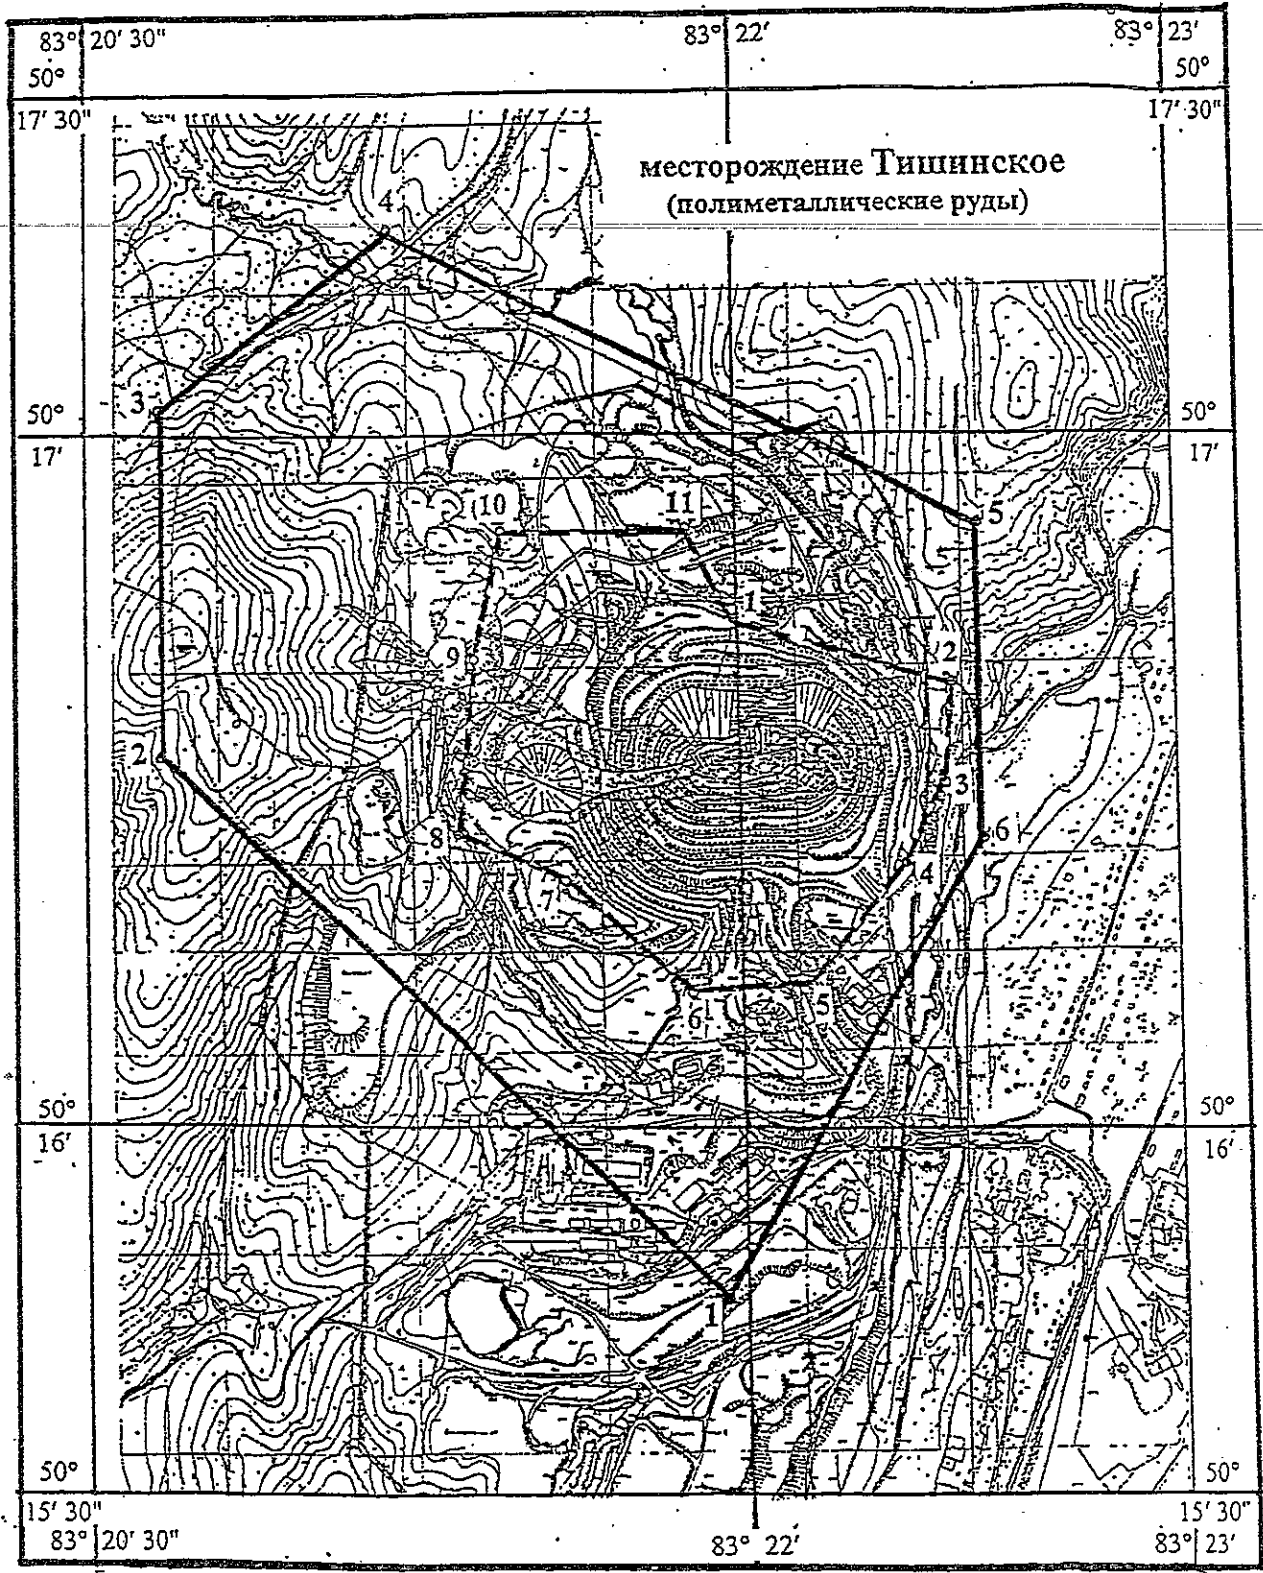 83° 20' 30" 83° 22' 83° 23'
50° 50°
17' 30" 17' 30"
месторождение Тишинское
(полиметаллические руды)
4
3
50° 50°
17' 17'
(10) 11 5
1
9 2
2 3
8 6
4
7
6 5
50° 50°
16' 16'
1
50° 50°
15' 30" 15' 30"
83° 20' 30" 83° 22' 83° 23'